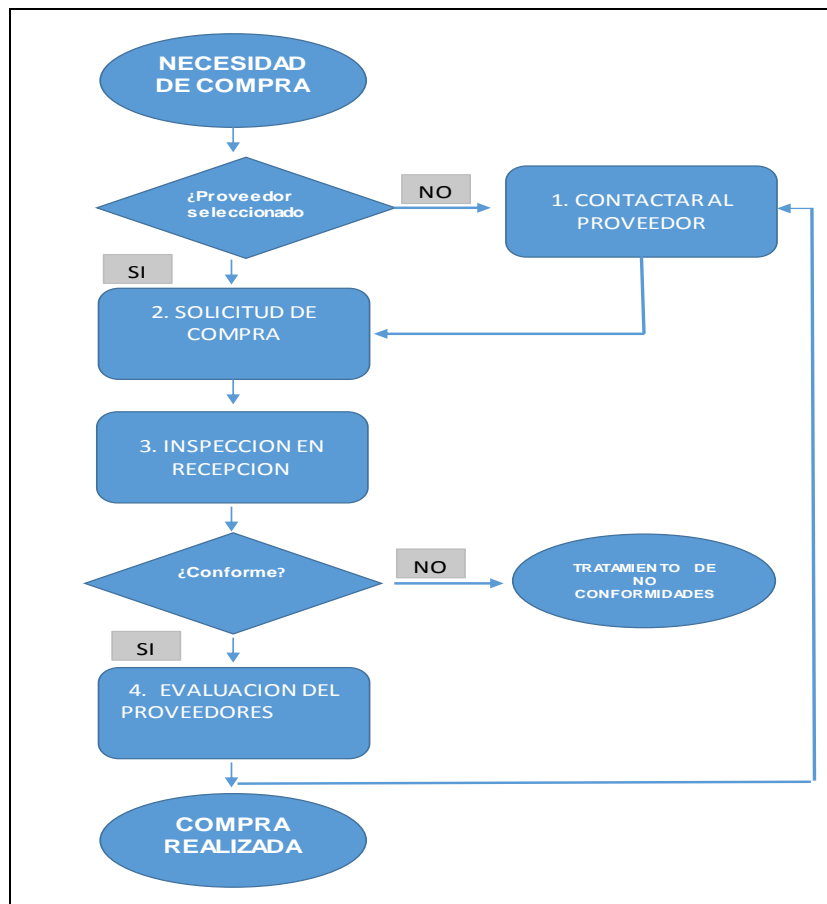 NECESIDAD
DE COMPRA
¿Proveedor
seleccionado
NO
1. CONTACTAR AL
PROVEEDOR
SI
2. SOLICITUD DE
COMPRA
3. INSPECCION EN
RECEPCION
¿Conforme?
NO
TRATAMIENTO DE
NO
CONFORMIDADES
SI
4. EVALUACION DEL
PROVEEDORES
COMPRA
REALIZADA